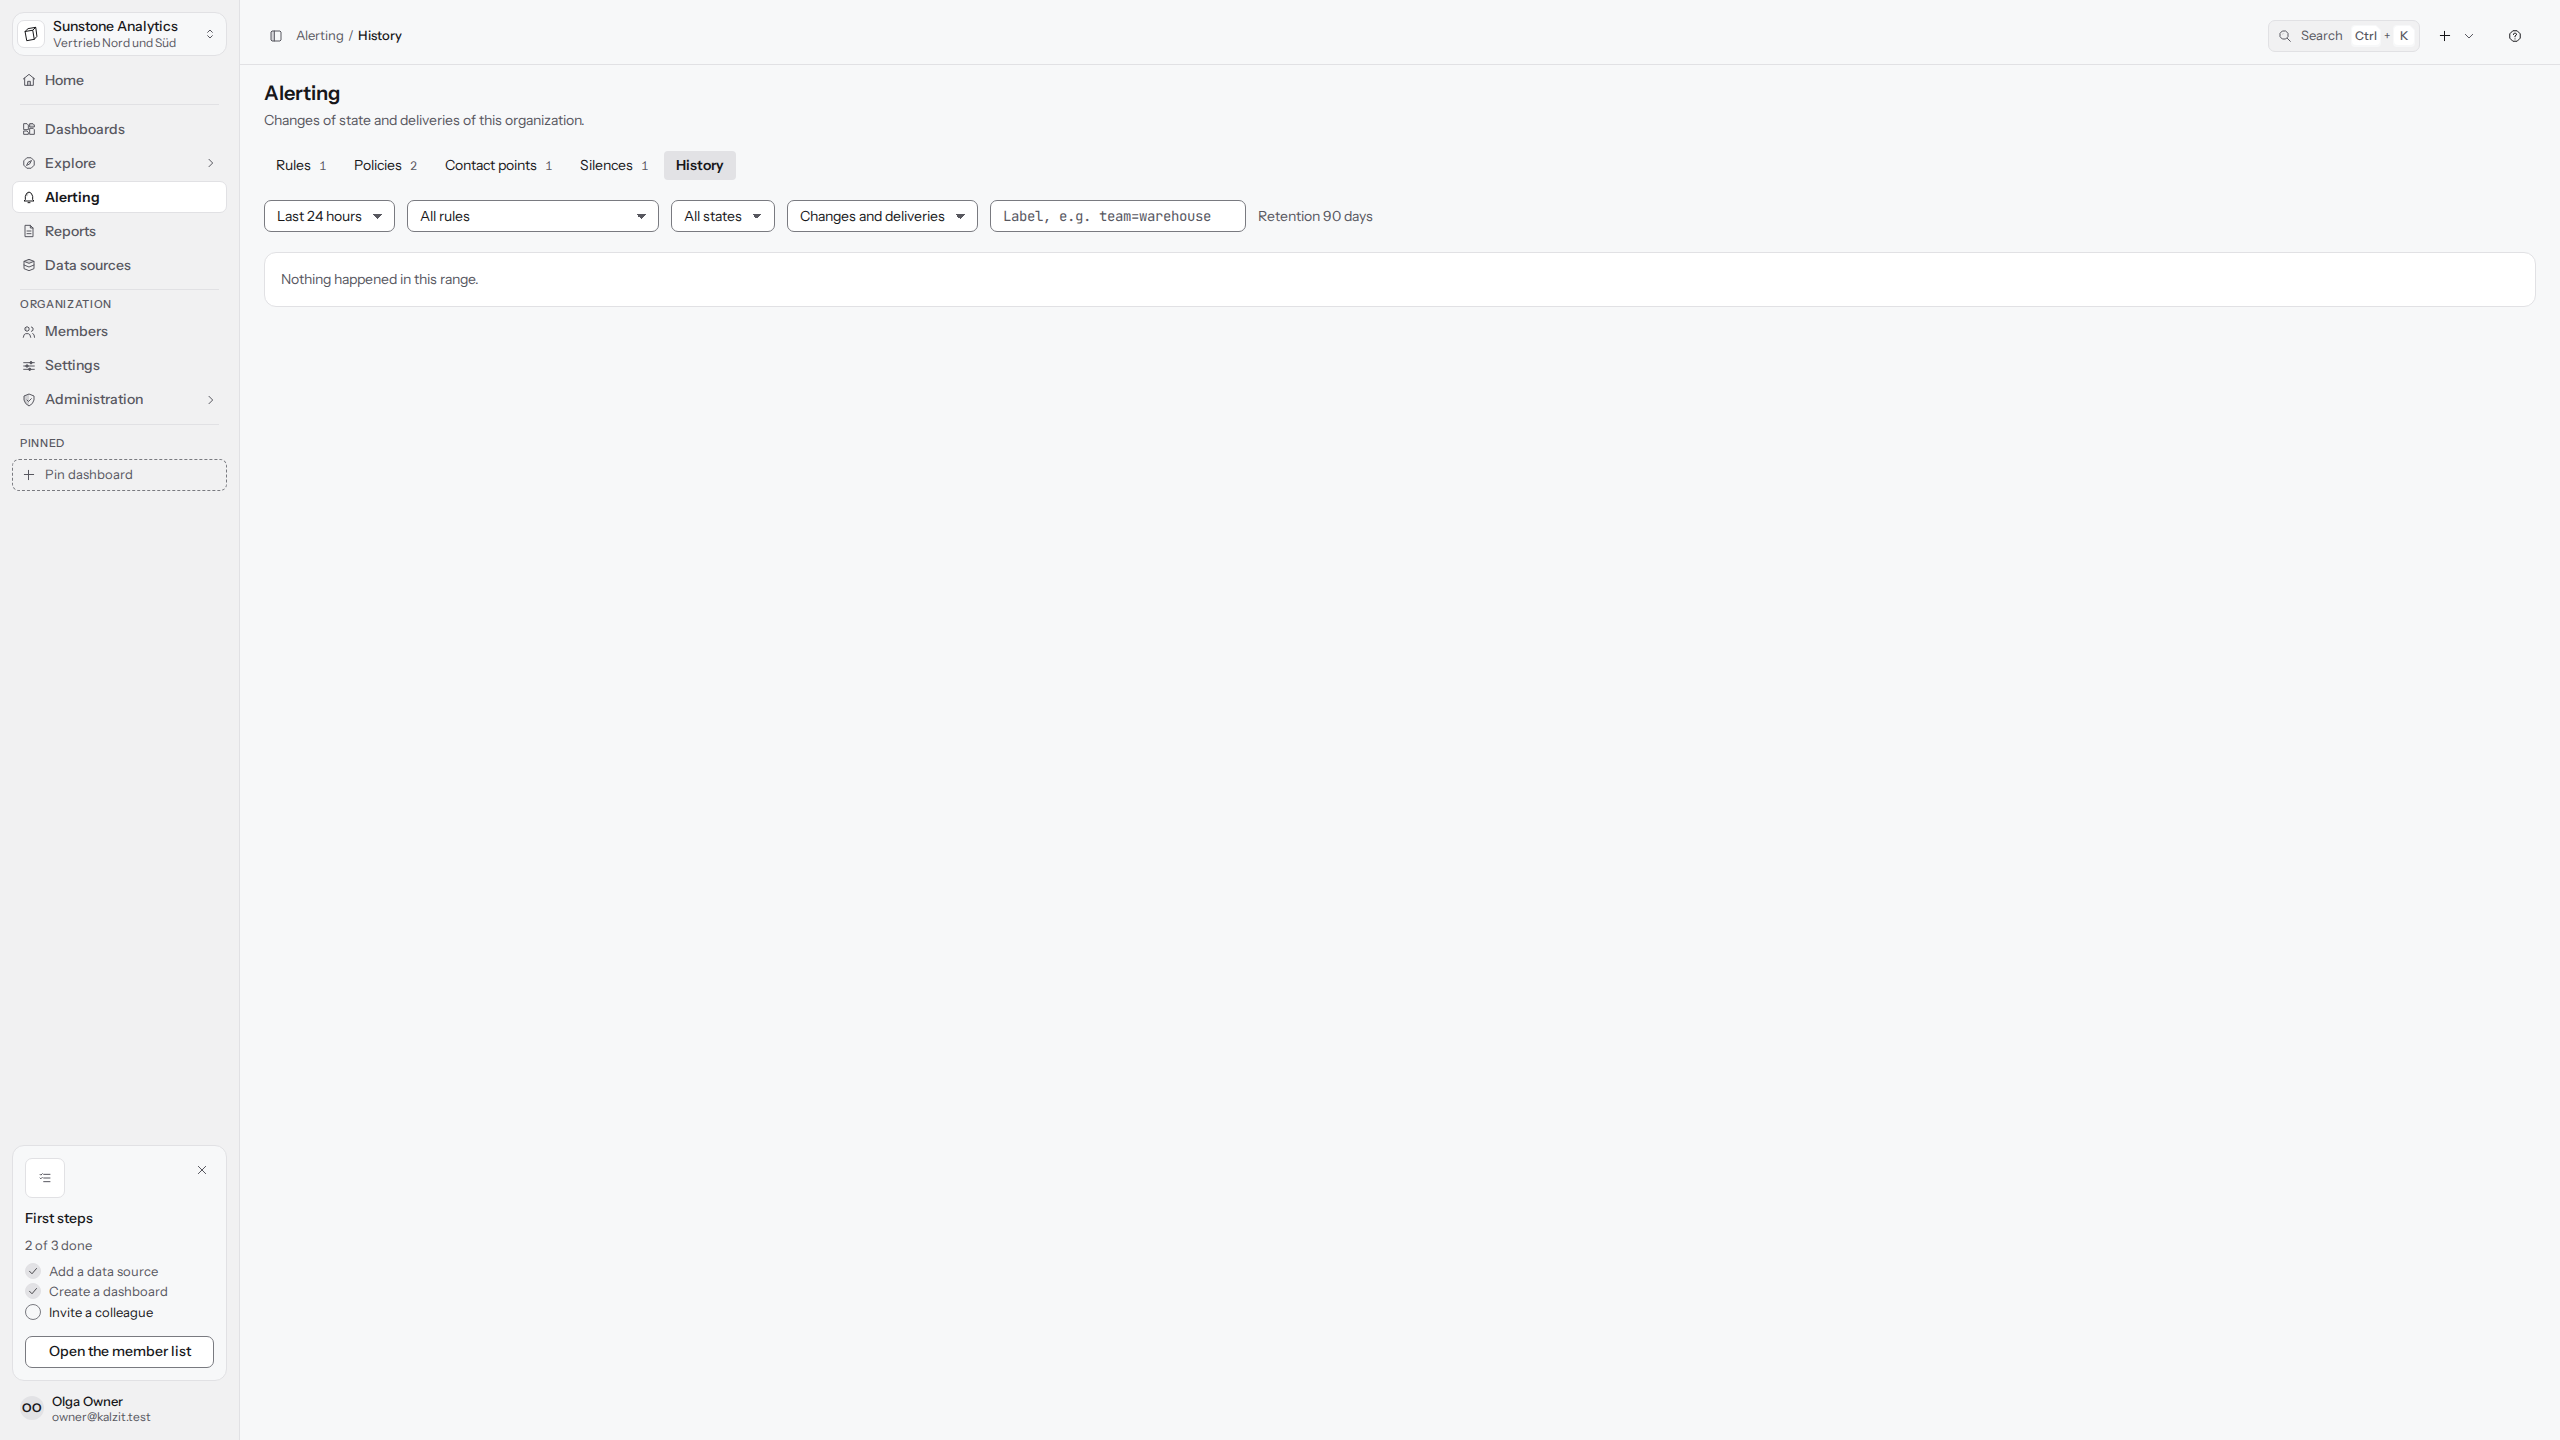 Sunstone Analytics
Vertrieb Nord und Süd
Home
Dashboards
Explore
Alerting
Reports
Data sources
ORGANIZATION
Members
Settings
Administration
PINNED
Pin dashboard
First steps
2 of 3 done
Add a data source
Create a dashboard
Invite a colleague
Open the member list
OO
Olga Owner
owner@kalzit.test
Alerting / History
Search Ctrl + K
Alerting
Changes of state and deliveries of this organization.
Rules 1 Policies 2 Contact points 1 Silences 1 History
Last 24 hours All rules All states Changes and deliveries Label, e.g. team=warehouse Retention 90 days
Nothing happened in this range.